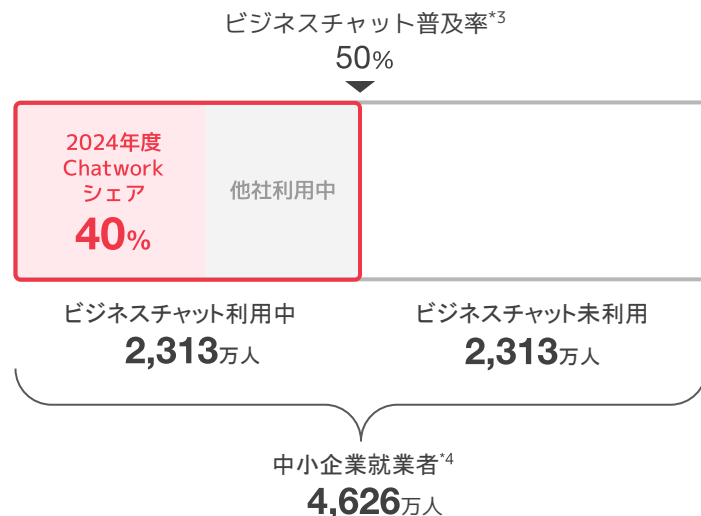 ビジネスチャット普及率*3
50%
2024年度
Chatwork
シェア
40%
他社利用中
ビジネスチャット利用中
2,313万人
ビジネスチャット未利用
2,313万人
中小企業就業者*4
4,626万人